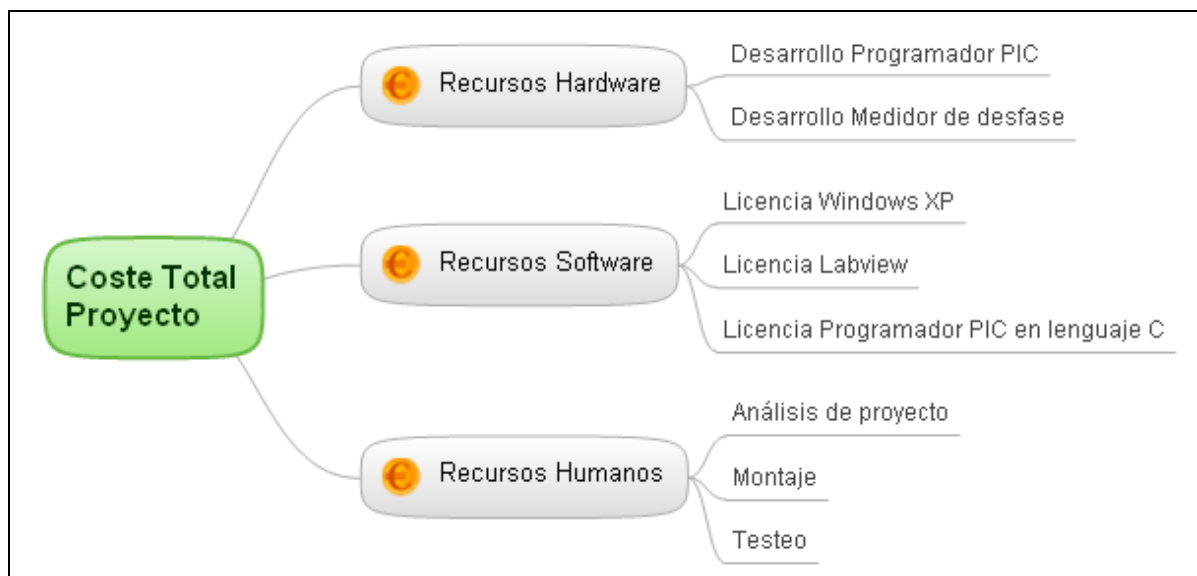 Coste Total
Proyecto
Recursos Hardware
Desarrollo Programador PIC
Desarrollo Medidor de desfase
Recursos Software
Licencia Windows XP
Licencia Labview
Licencia Programador PIC en lenguaje C
Recursos Humanos
Análisis de proyecto
Montaje
Testeo